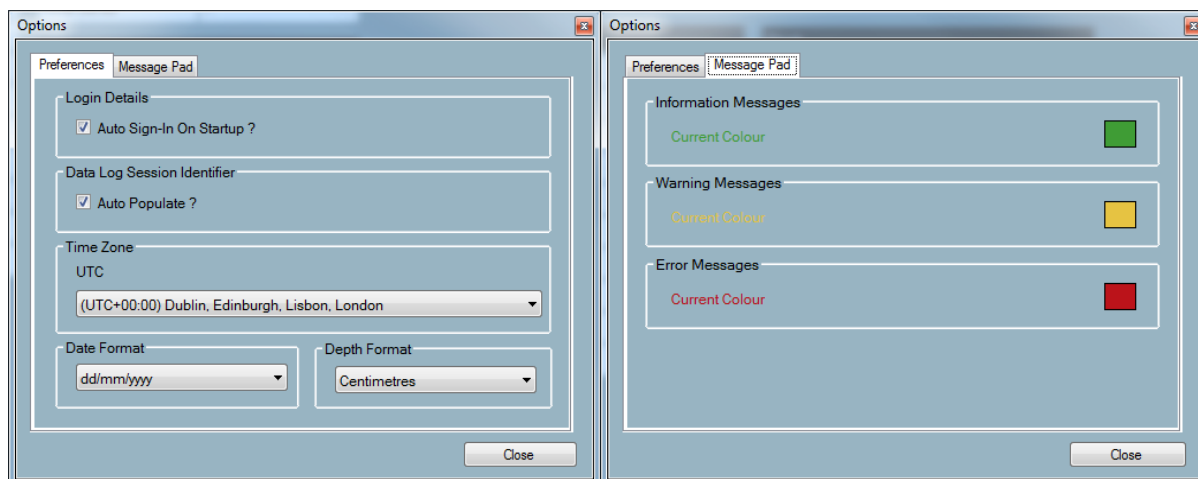 Options
Preferences
Message Pad
Login Details
Auto Sign-In On Startup ?
Data Log Session Identifier
Auto Populate ?
Time Zone
UTC
(UTC+00:00) Dublin, Edinburgh, Lisbon, London
Date Format
dd/mm/yyyy
Depth Format
Centimetres
Close
Options
Preferences
Message Pad
Information Messages
Current Colour
Warning Messages
Current Colour
Error Messages
Current Colour
Close